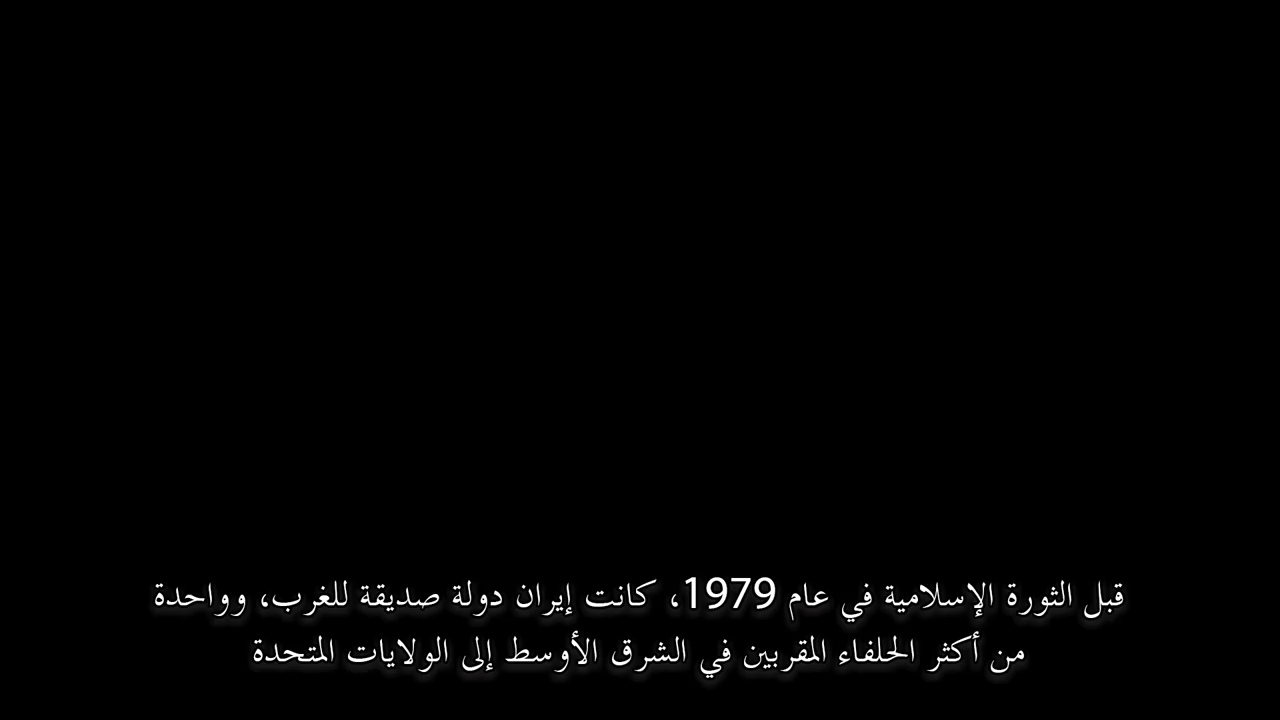 قبل الثورة الإسلامية في عام 1979، كانت إيران دولة صديقة للغرب، وواحدة
من أكثر الحلفاء المقربين في الشرق الأوسط إلى الولايات المتحدة